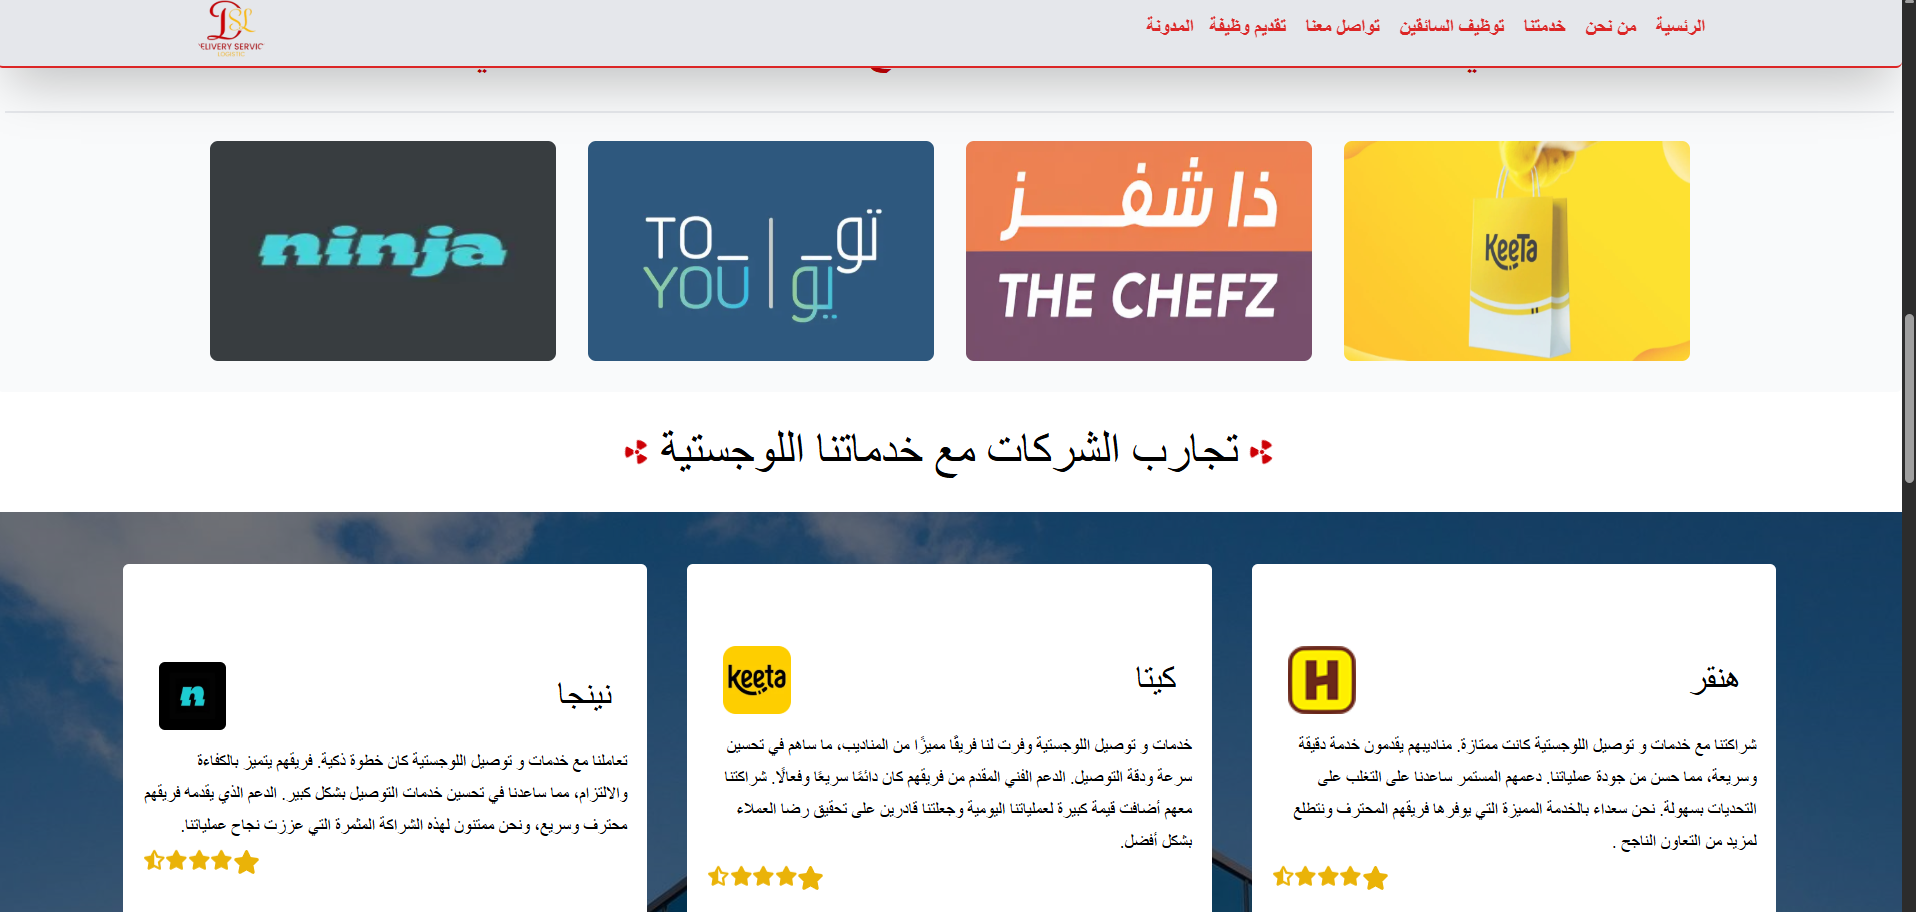 الرئسية من نحن خدمتنا توظيف السائقين تواصل معنا تقديم وظيفة المدونة
DSL
ELIVERY SERVIC
LOGISTIC
KeeTa
ذا شفز
THE CHEFZ
TO_ | تو_
YOU | يو
ninja
تجارب الشركات مع خدماتنا اللوجستية
هنقر
H
شراكتنا مع خدمات و توصيل اللوجستية كانت ممتازة. مناديبهم يقدمون خدمة دقيقة
وسريعة، مما حسن من جودة عملياتنا. دعمهم المستمر ساعدنا على التغلب على
التحديات بسهولة. نحن سعداء بالخدمة المميزة التي يوفرها فريقهم المحترف ونتطلع
لمزيد من التعاون الناجح .
كيتا
keeta
خدمات و توصيل اللوجستية وفرت لنا فريقًا مميزًا من المناديب، ما ساهم في تحسين
سرعة ودقة التوصيل. الدعم الفني المقدم من فريقهم كان دائمًا سريعًا وفعالًا. شراكتنا
معهم أضافت قيمة كبيرة لعملياتنا اليومية وجعلتنا قادرين على تحقيق رضا العملاء
بشكل أفضل.
نينجا
n
تعاملنا مع خدمات و توصيل اللوجستية كان خطوة ذكية. فريقهم يتميز بالكفاءة
والالتزام، مما ساعدنا في تحسين خدمات التوصيل بشكل كبير. الدعم الذي يقدمه فريقهم
محترف وسريع، ونحن ممتنون لهذه الشراكة المثمرة التي عززت نجاح عملياتنا.